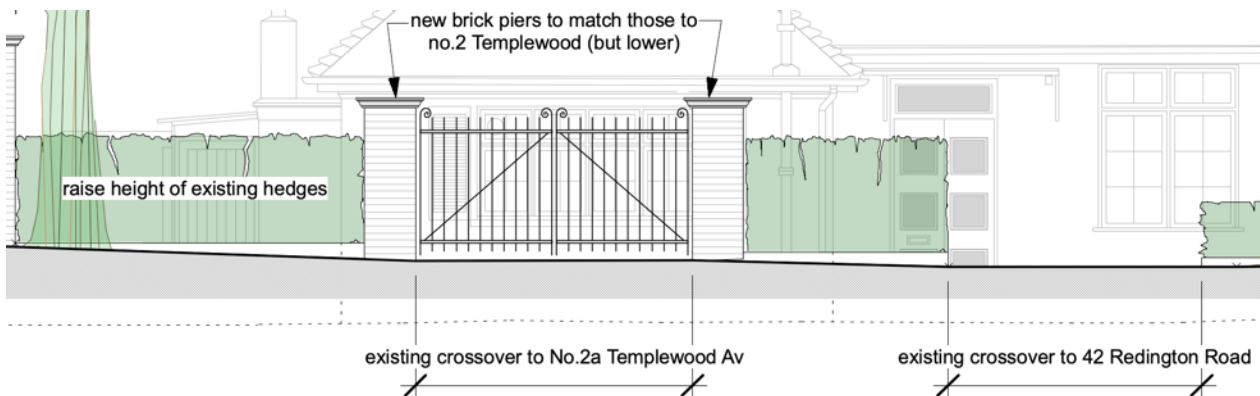 new brick piers to match those to
no.2 Templewood (but lower)
raise height of existing hedges
existing crossover to No.2a Templewood Av
existing crossover to 42 Redington Road